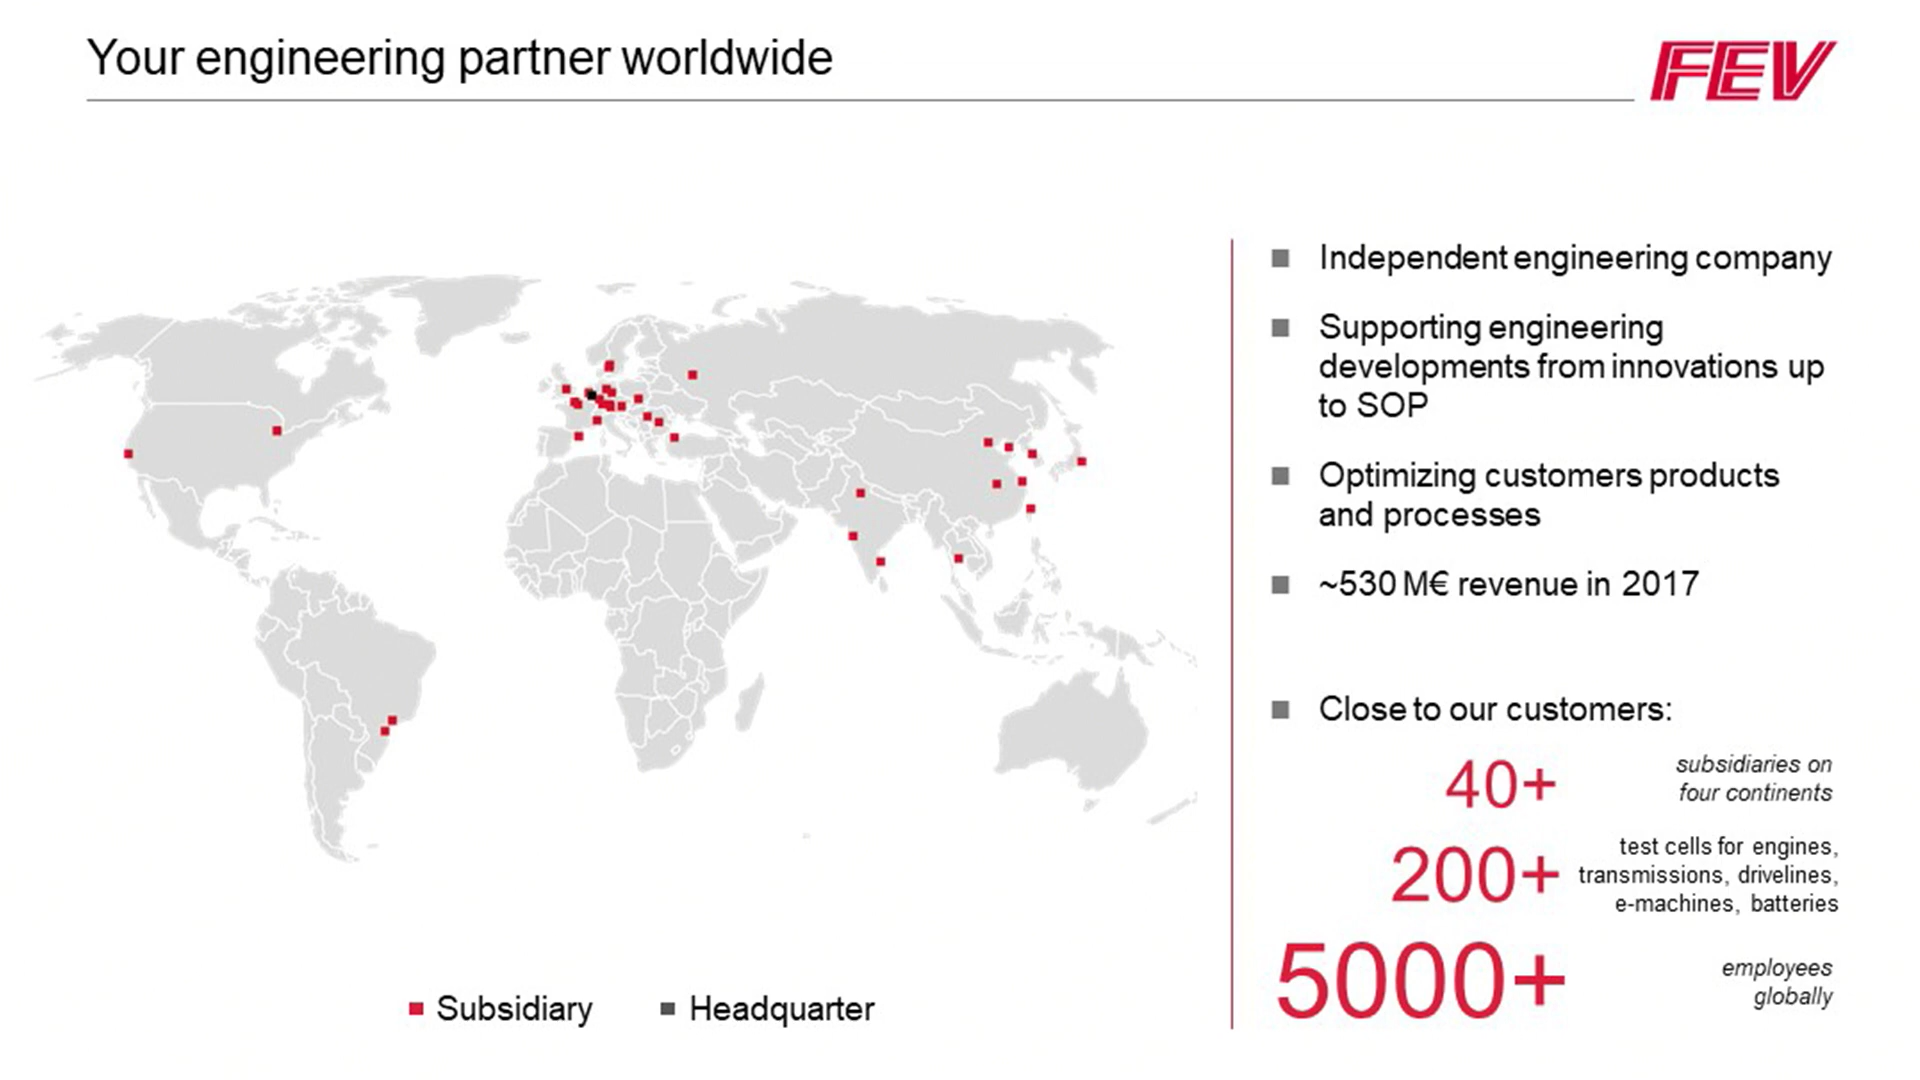 Your engineering partner worldwide
FEV
Independent engineering company
Supporting engineering
developments from innovations up
to SOP
Optimizing customers products
and processes
~530 M€ revenue in 2017
Close to our customers:
40+
subsidiaries on
four continents
200+
test cells for engines,
transmissions, drivelines,
e-machines, batteries
5000+
employees
globally
Subsidiary
Headquarter